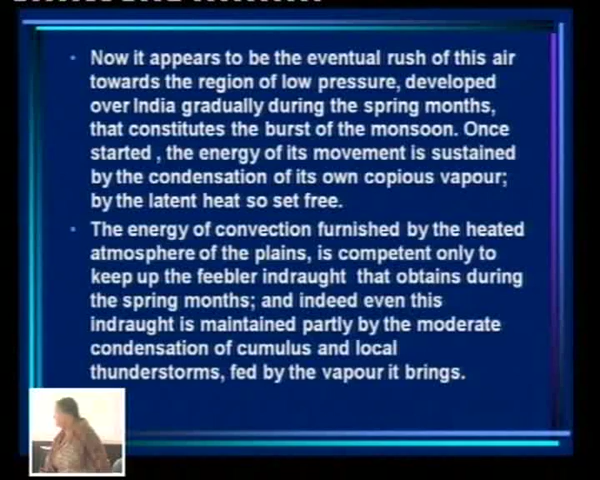 Now it appears to be the eventual rush of this air
towards the region of low pressure, developed
over India gradually during the spring months,
that constitutes the burst of the monsoon. Once
started , the energy of its movement is sustained
by the condensation of its own copious vapour;
by the latent heat so set free.
The energy of convection furnished by the heated
atmosphere of the plains, is competent only to
keep up the feebler indraught that obtains during
the spring months; and indeed even this
indraught is maintained partly by the moderate
condensation of cumulus and local
thunderstorms, fed by the vapour it brings.